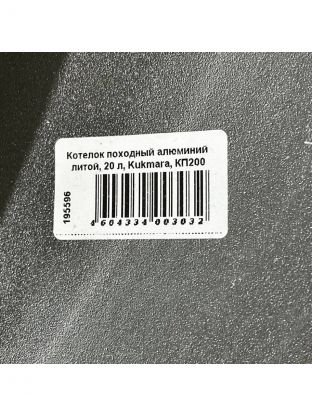 Котелок походный алюминий
литой, 20 л, Kukmara, КП200
195596
4604334003032